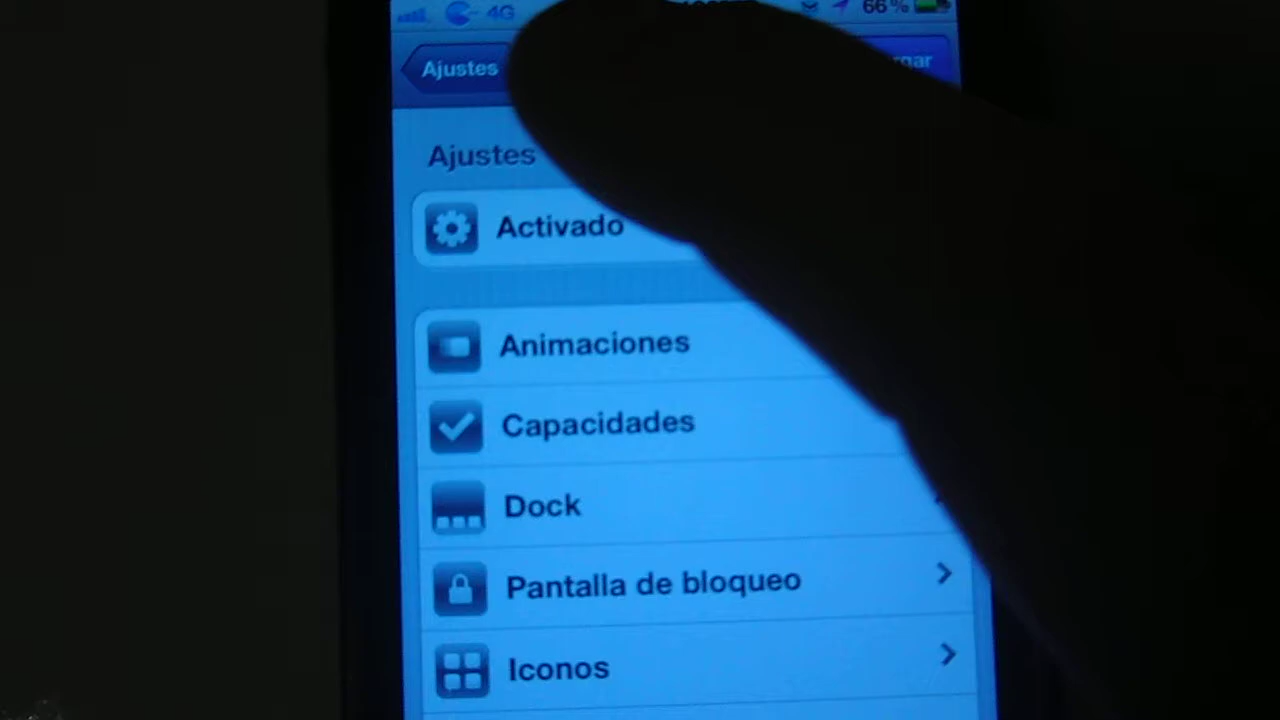 4G 66%
Ajustes
Ajustes
Activado
Animaciones
Capacidades
Dock
Pantalla de bloqueo
Iconos